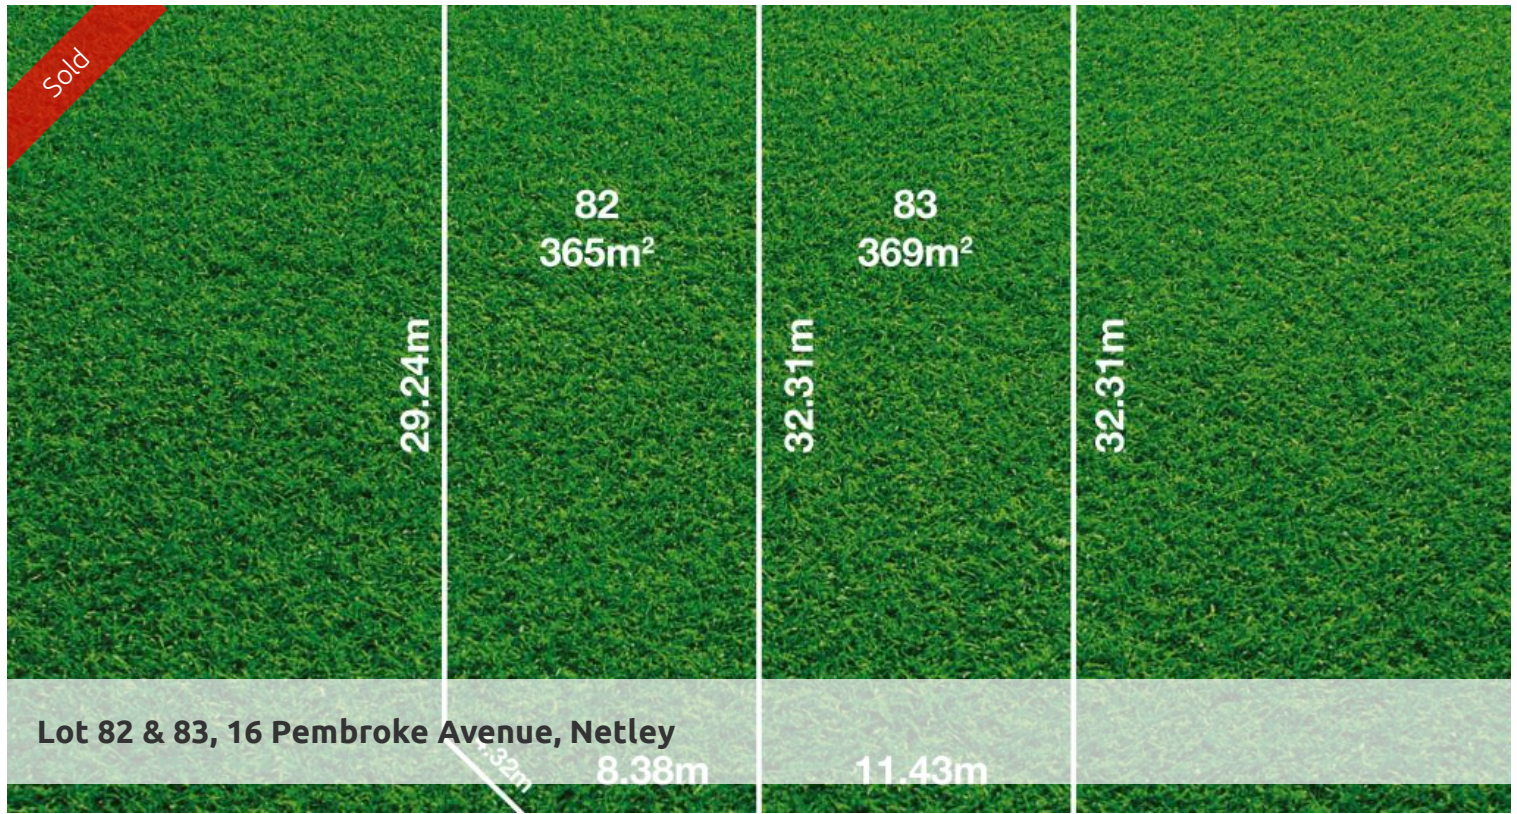 Sold
82
365m²
83
369m²
29.24m
32.31m
32.31m
Lot 82 & 83, 16 Pembroke Avenue, Netley
8.38m
11.43m